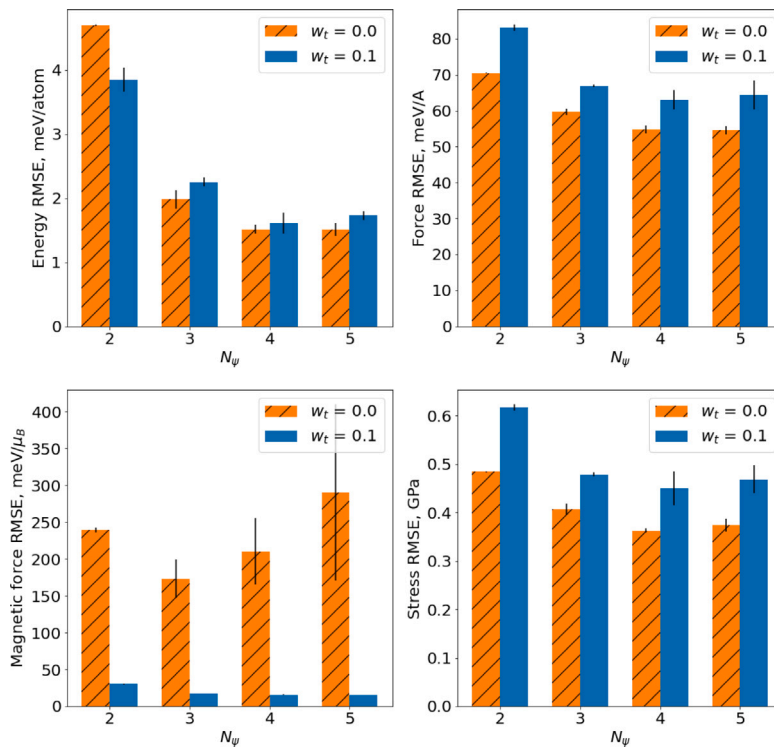 w_t = 0.0
w_t = 0.1
Energy RMSE, meV/atom
4
3
2
1
0
2 3 4 5
N_ψ
w_t = 0.0
w_t = 0.1
Force RMSE, meV/A
80
70
60
50
40
30
20
10
0
2 3 4 5
N_ψ
w_t = 0.0
w_t = 0.1
Magnetic force RMSE, meV/μ_B
400
350
300
250
200
150
100
50
0
2 3 4 5
N_ψ
w_t = 0.0
w_t = 0.1
Stress RMSE, GPa
0.6
0.5
0.4
0.3
0.2
0.1
0.0
2 3 4 5
N_ψ